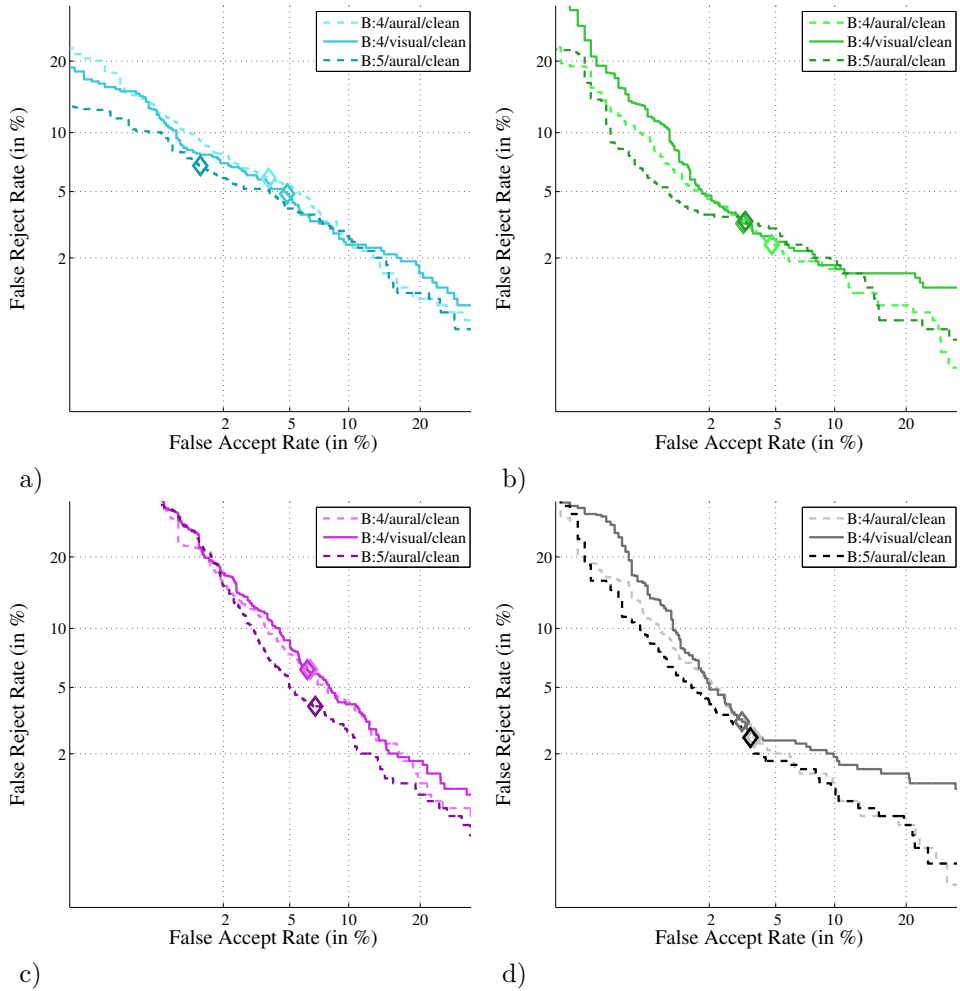 B:4/aural/clean
B:4/visual/clean
B:5/aural/clean
20
10
5
2
False Reject Rate (in %)
2
5
10
20
False Accept Rate (in %)
a)
B:4/aural/clean
B:4/visual/clean
B:5/aural/clean
20
10
5
2
False Reject Rate (in %)
2
5
10
20
False Accept Rate (in %)
b)
B:4/aural/clean
B:4/visual/clean
B:5/aural/clean
20
10
5
2
False Reject Rate (in %)
2
5
10
20
False Accept Rate (in %)
c)
B:4/aural/clean
B:4/visual/clean
B:5/aural/clean
20
10
5
2
False Reject Rate (in %)
2
5
10
20
False Accept Rate (in %)
d)